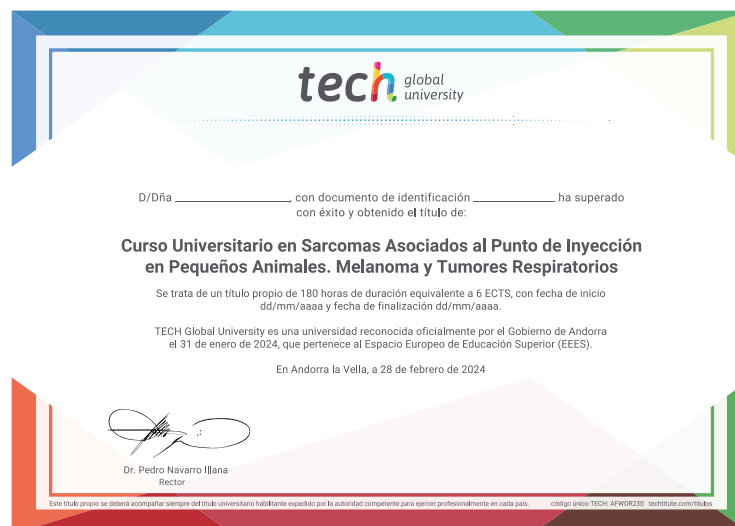 tech global university
D/Dña ____________, con documento de identificación ____________ ha superado
con éxito y obtenido el título de:
Curso Universitario en Sarcomas Asociados al Punto de Inyección
en Pequeños Animales. Melanoma y Tumores Respiratorios
Se trata de un título propio de 180 horas de duración equivalente a 6 ECTS, con fecha de inicio
dd/mm/aaaa y fecha de finalización dd/mm/aaaa.
TECH Global University es una universidad reconocida oficialmente por el Gobierno de Andorra
el 31 de enero de 2024, que pertenece al Espacio Europeo de Educación Superior (EEES).
En Andorra la Vella, a 28 de febrero de 2024
Dr. Pedro Navarro Illana
Rector
Este título propio se deberá acompañar siempre del título universitario habilitante expedido por la autoridad competente para ejercer profesionalmente en cada país. código único TECH: AFWOR23S techtitute.com/titulos